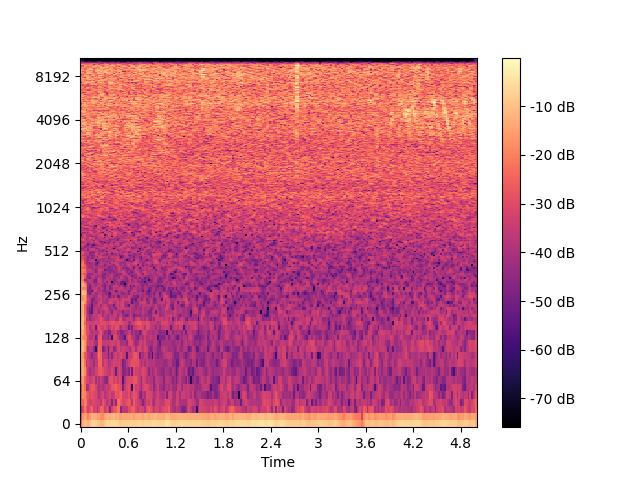 8192
4096
2048
1024
512
256
128
64
0
Hz
0 0.6 1.2 1.8 2.4 3 3.6 4.2 4.8
Time
-10 dB
-20 dB
-30 dB
-40 dB
-50 dB
-60 dB
-70 dB